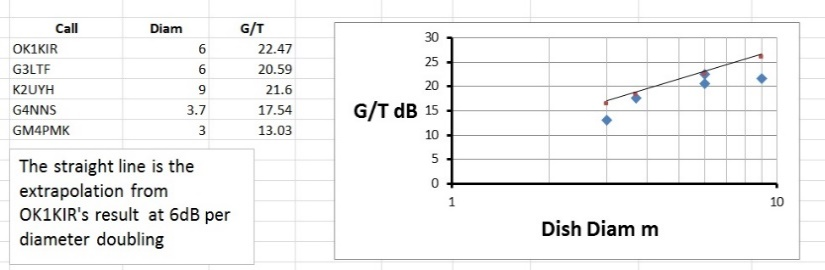 Call Diam G/T
OK1KIR 6 22.47
G3LTF 6 20.59
K2UYH 9 21.6
G4NNS 3.7 17.54
GM4PMK 3 13.03
The straight line is the
extrapolation from
OK1KIR's result at 6dB per
diameter doubling
30
25
20
15
10
5
0
G/T dB
1 10
Dish Diam m